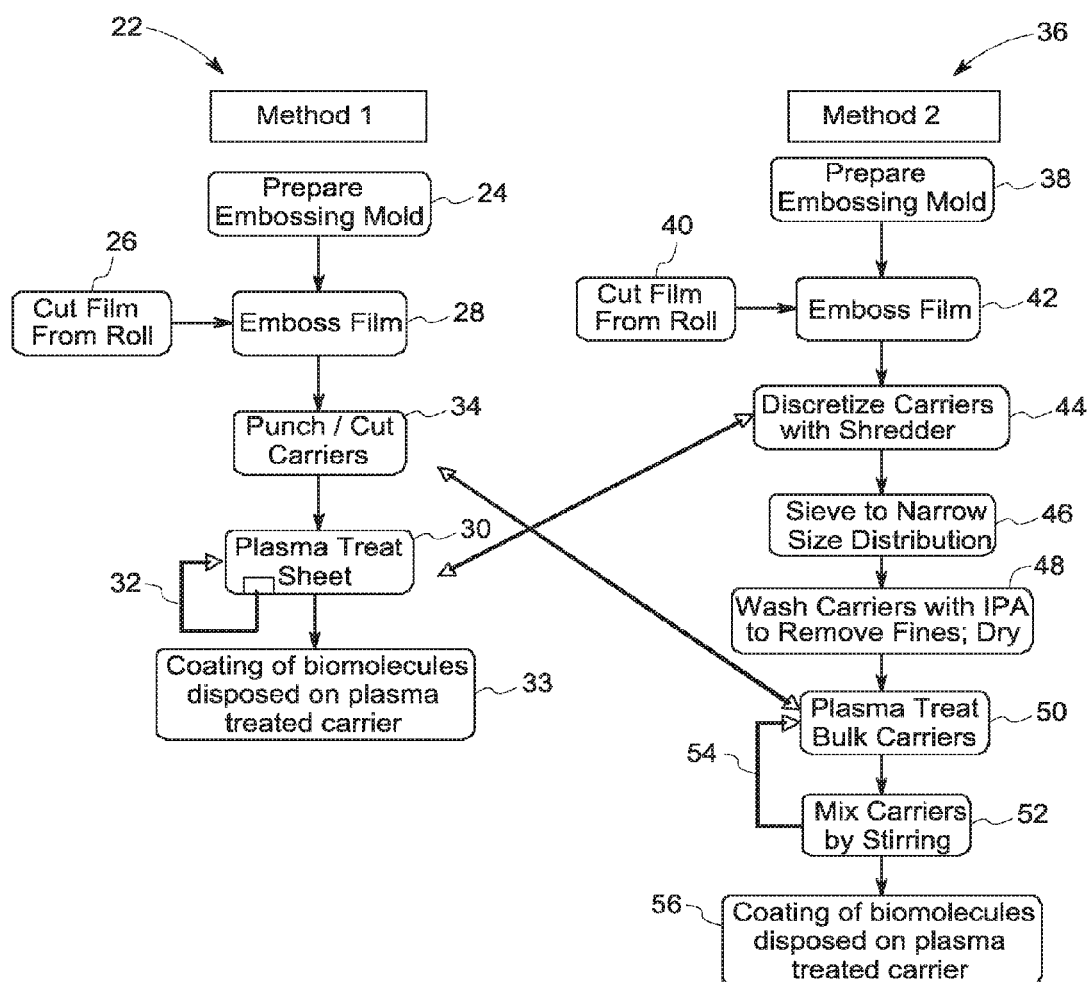 22
Method 1
Prepare
Embossing Mold
24
26
Cut Film
From Roll
Emboss Film
28
34
Punch / Cut
Carriers
30
Plasma Treat
Sheet
32
Coating of biomolecules
disposed on plasma
treated carrier
33
36
Method 2
Prepare
Embossing Mold
38
40
Cut Film
From Roll
Emboss Film
42
Discretize Carriers
with Shredder
44
Sieve to Narrow
Size Distribution
46
48
Wash Carriers with IPA
to Remove Fines; Dry
Plasma Treat
Bulk Carriers
50
54
Mix Carriers
by Stirring
52
56
Coating of biomolecules
disposed on plasma
treated carrier